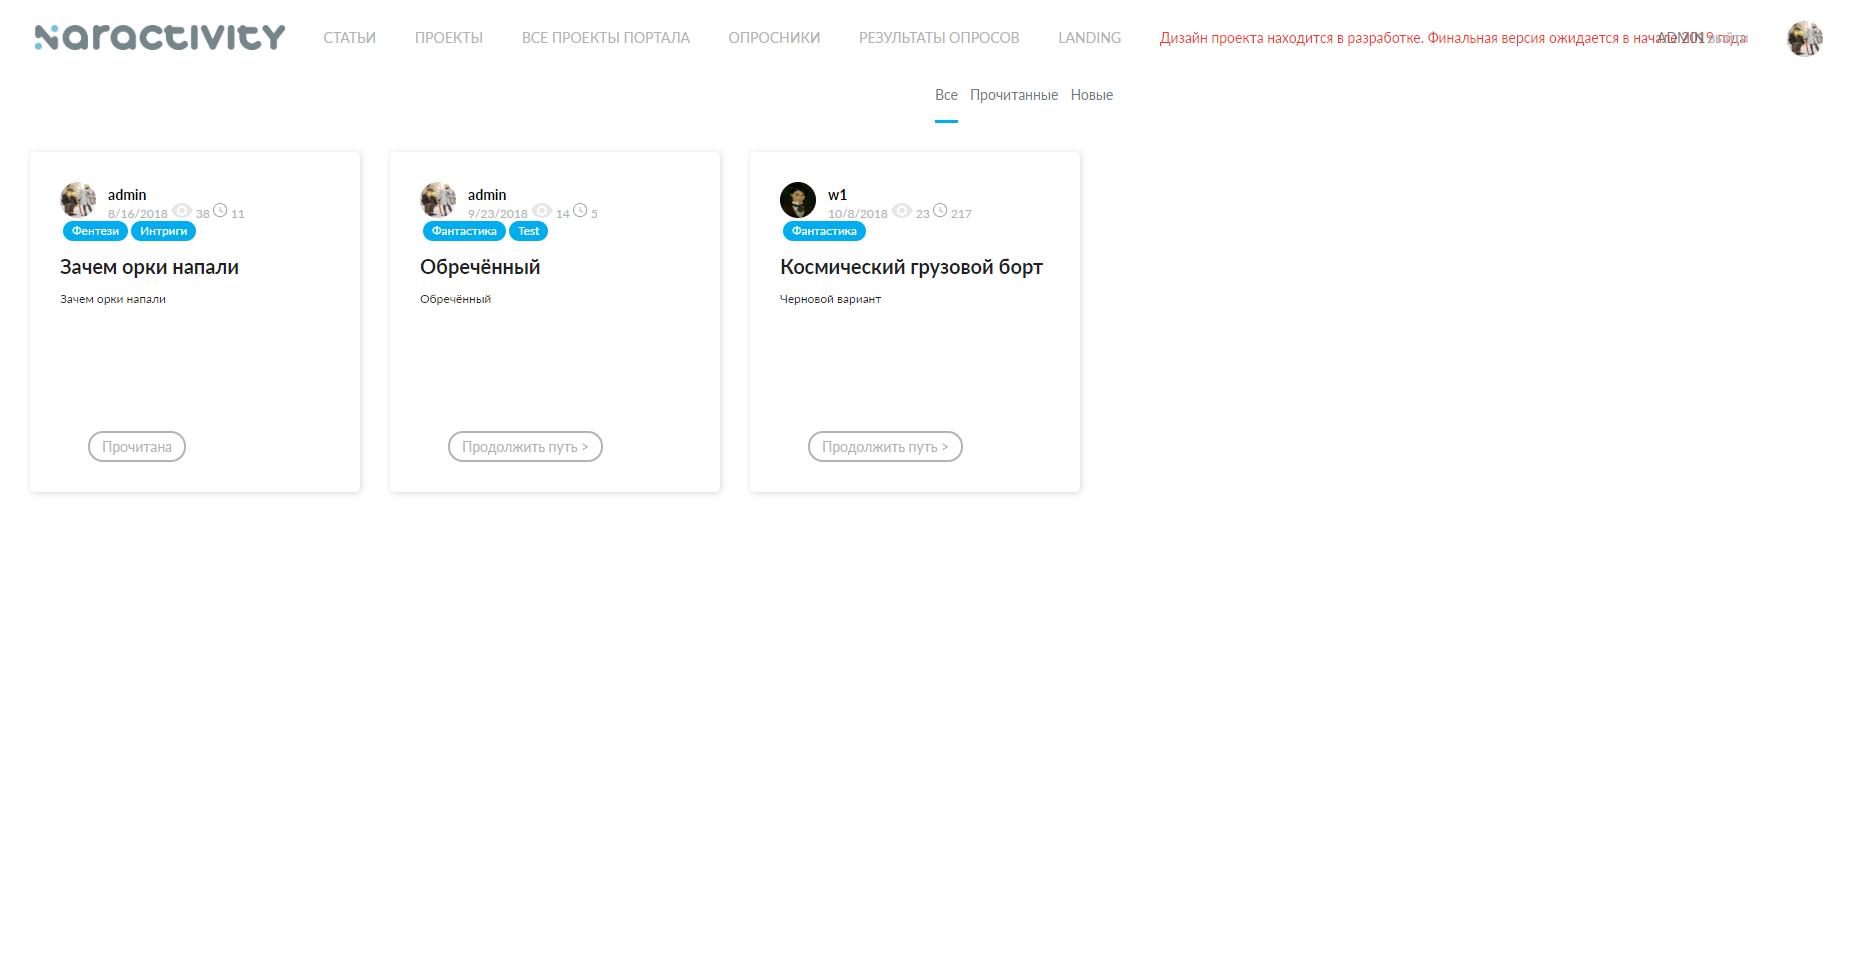 Naractivity СТАТЬИ ПРОЕКТЫ ВСЕ ПРОЕКТЫ ПОРТАЛА ОПРОСНИКИ РЕЗУЛЬТАТЫ ОПРОСОВ LANDING Дизайн проекта находится в разработке. Финальная версия ожидается в начале 2019 года ADMIN
Все Прочитанные Новые
admin
8/16/2018 38 11
Фентези Интриги
Зачем орки напали
Зачем орки напали
Прочитана
admin
9/23/2018 14 5
Фантастика Test
Обречённый
Обречённый
Продолжить путь >
w1
10/8/2018 23 217
Фантастика
Космический грузовой борт
Черновой вариант
Продолжить путь >